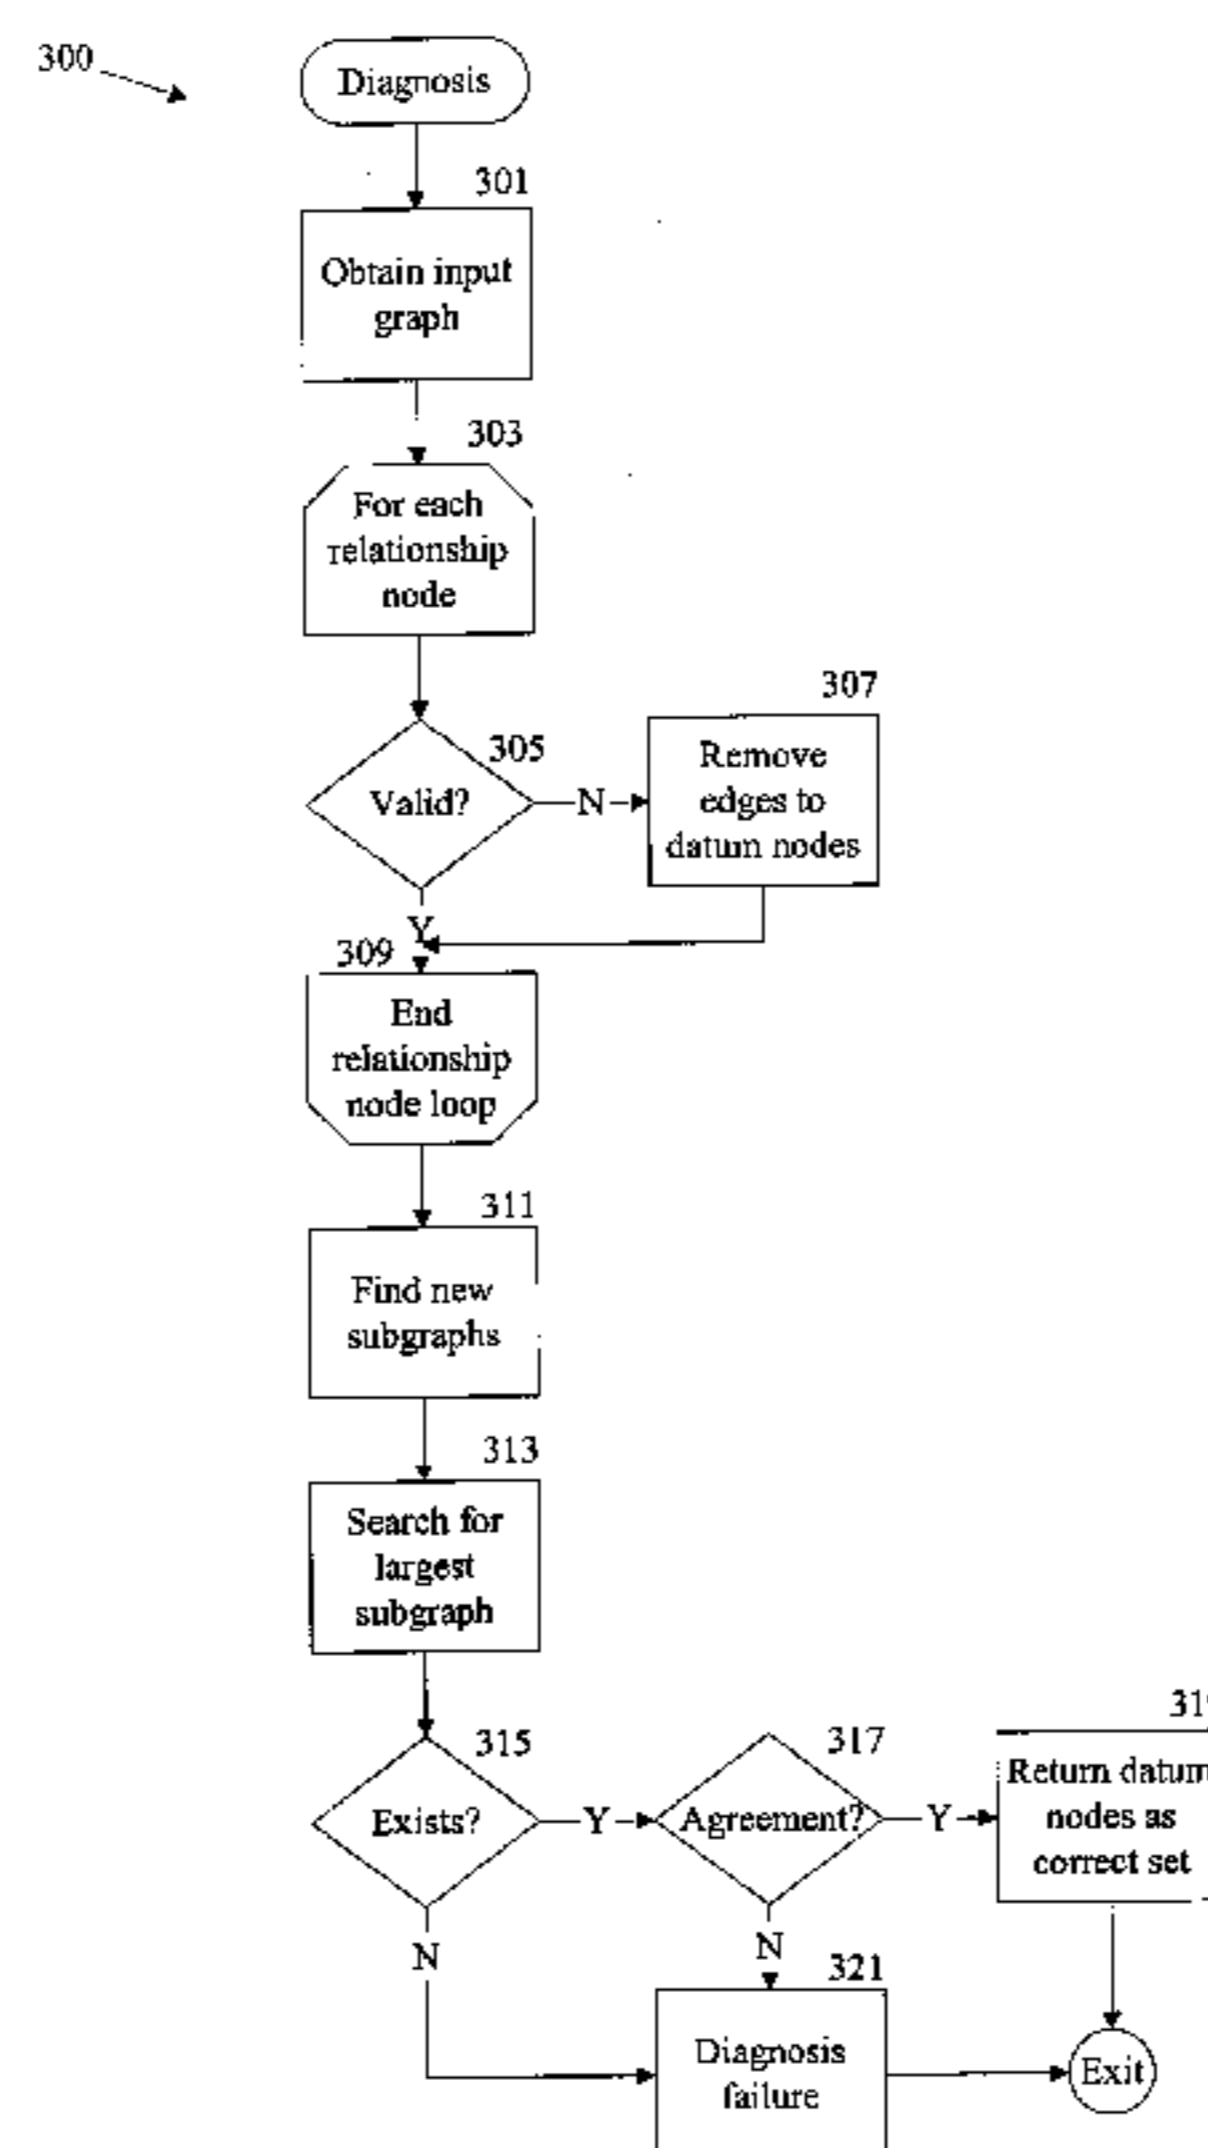 300
Diagnosis
301
Obtain input
graph
303
For each
relationship
node
307
305
Remove
edges to
datum nodes
Valid?
N
Y
309
End
relationship
node loop
311
Find new
subgraphs
313
Search for
largest
subgraph
315
Exists?
Y
317
Agreement?
Y
Return datum
nodes as
correct set
N
N
321
Diagnosis
failure
Exit